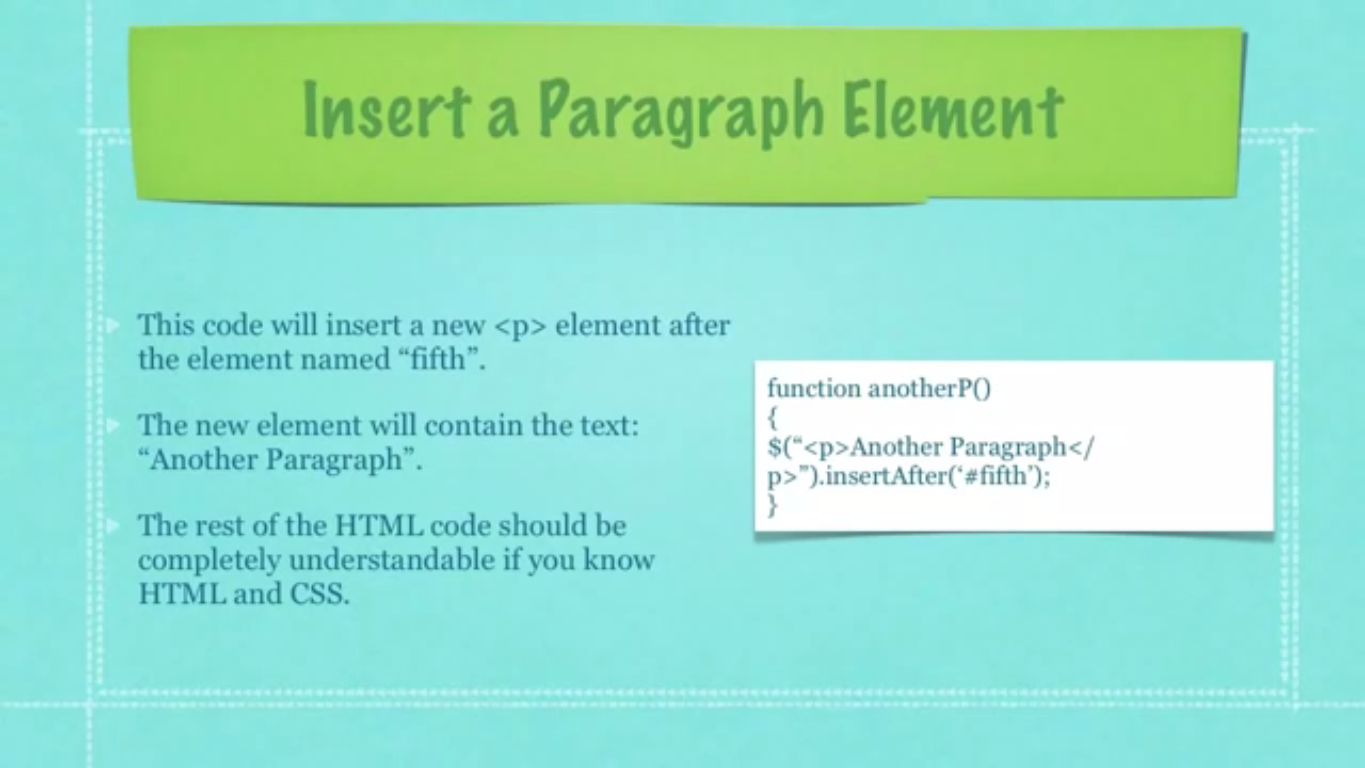 Insert a Paragraph Element
This code will insert a new <p> element after
the element named “fifth”.
The new element will contain the text:
“Another Paragraph”.
The rest of the HTML code should be
completely understandable if you know
HTML and CSS.
function anotherP()
{
$(“<p>Another Paragraph</
p>”).insertAfter(‘#fifth’);
}